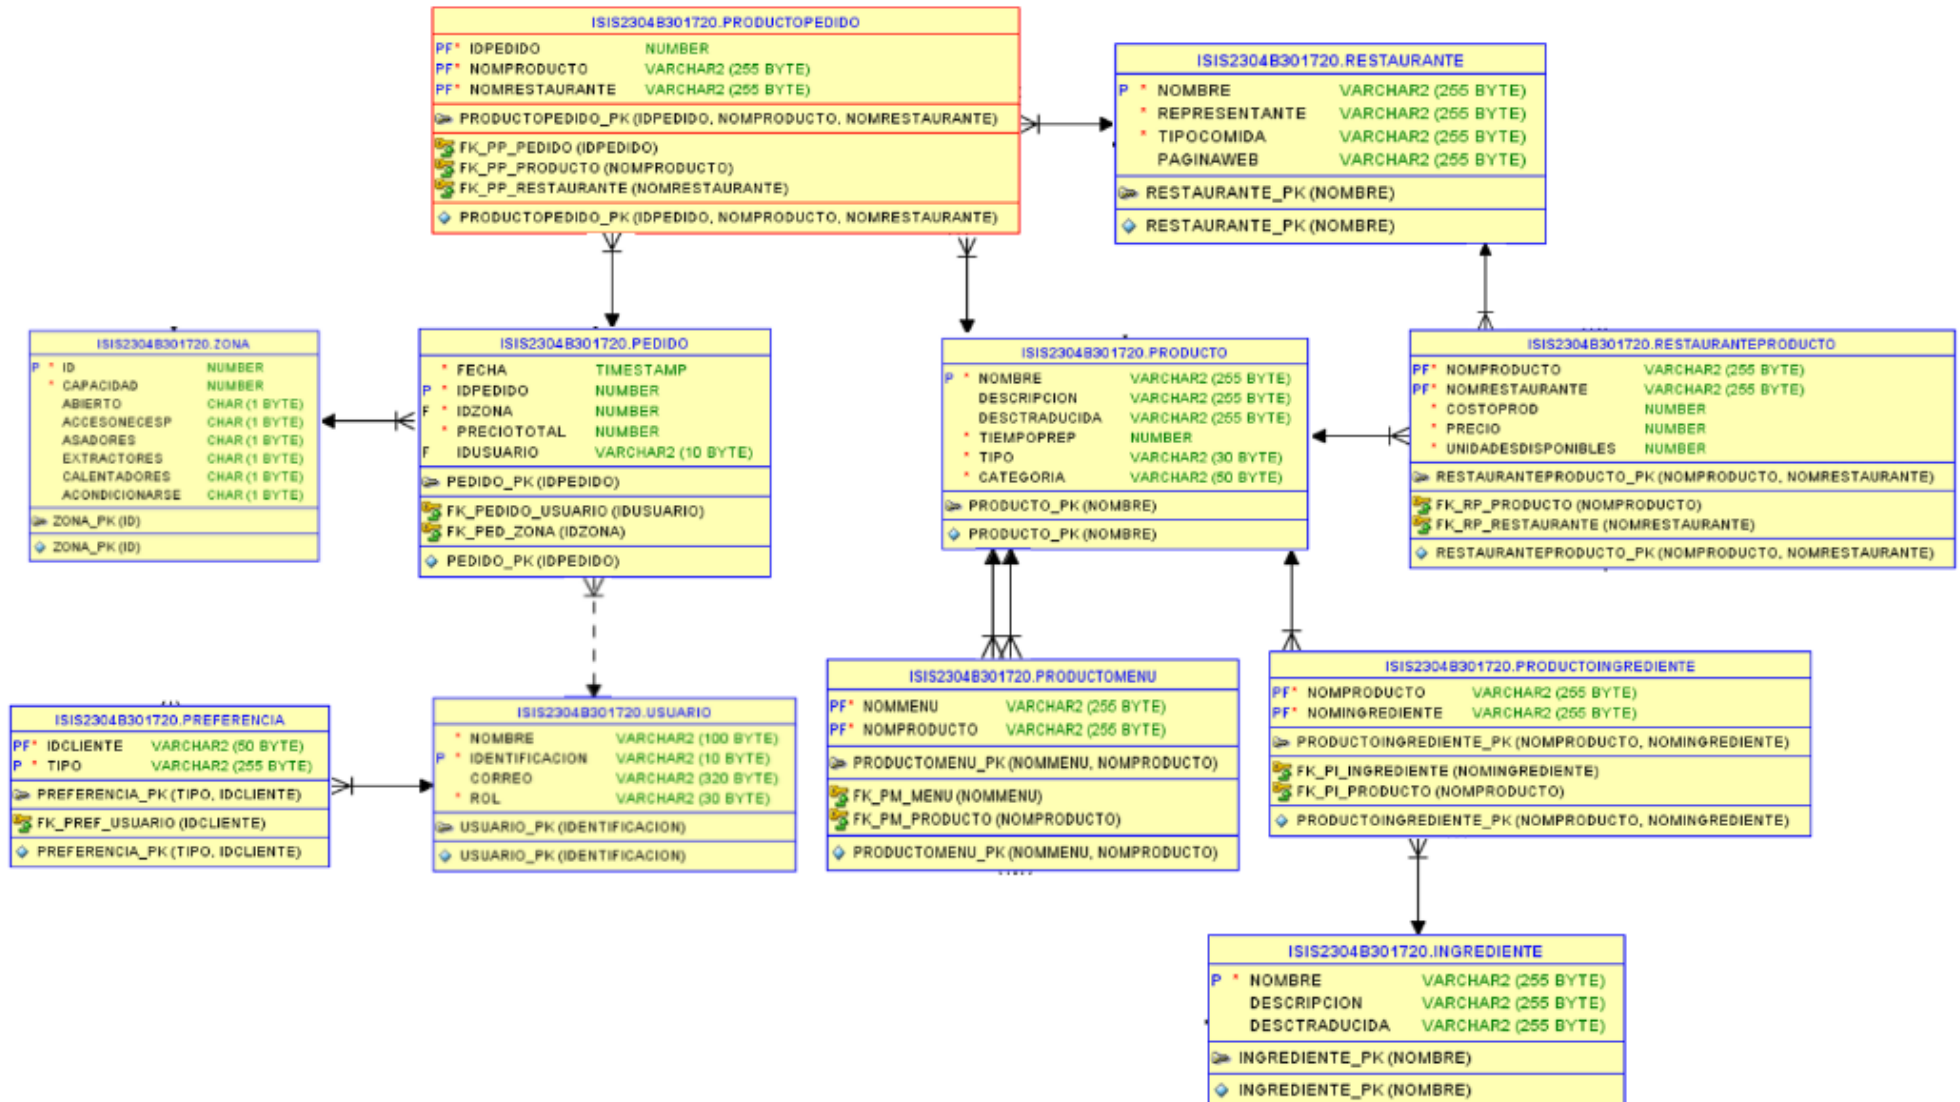 ISIS2304B301720.PRODUCTOPEDIDO
PF* IDPEDIDO NUMBER
PF* NOMPRODUCTO VARCHAR2 (255 BYTE)
PF* NOMRESTAURANTE VARCHAR2 (255 BYTE)
PRODUCTOPEDIDO_PK (IDPEDIDO, NOMPRODUCTO, NOMRESTAURANTE)
FK_PP_PEDIDO (IDPEDIDO)
FK_PP_PRODUCTO (NOMPRODUCTO)
FK_PP_RESTAURANTE (NOMRESTAURANTE)
PRODUCTOPEDIDO_PK (IDPEDIDO, NOMPRODUCTO, NOMRESTAURANTE)
ISIS2304B301720.RESTAURANTE
P * NOMBRE VARCHAR2 (255 BYTE)
* REPRESENTANTE VARCHAR2 (255 BYTE)
* TIPOCOMIDA VARCHAR2 (255 BYTE)
PAGINAWEB VARCHAR2 (255 BYTE)
RESTAURANTE_PK (NOMBRE)
RESTAURANTE_PK (NOMBRE)
ISIS2304B301720.ZONA
P * ID NUMBER
* CAPACIDAD NUMBER
ABIERTO CHAR (1 BYTE)
ACCESONECESP CHAR (1 BYTE)
ASADORES CHAR (1 BYTE)
EXTRACTORES CHAR (1 BYTE)
CALENTADORES CHAR (1 BYTE)
ACONDICIONARSE CHAR (1 BYTE)
ZONA_PK (ID)
ZONA_PK (ID)
ISIS2304B301720.PEDIDO
* FECHA TIMESTAMP
P * IDPEDIDO NUMBER
F * IDZONA NUMBER
* PRECIOTOTAL NUMBER
F IDUSUARIO VARCHAR2 (10 BYTE)
PEDIDO_PK (IDPEDIDO)
FK_PEDIDO_USUARIO (IDUSUARIO)
FK_PED_ZONA (IDZONA)
PEDIDO_PK (IDPEDIDO)
ISIS2304B301720.PRODUCTO
P * NOMBRE VARCHAR2 (255 BYTE)
DESCRIPCION VARCHAR2 (255 BYTE)
DESCTRADUCIDA VARCHAR2 (255 BYTE)
* TIEMPOPREP NUMBER
* TIPO VARCHAR2 (30 BYTE)
* CATEGORIA VARCHAR2 (50 BYTE)
PRODUCTO_PK (NOMBRE)
PRODUCTO_PK (NOMBRE)
ISIS2304B301720.RESTAURANTEPRODUCTO
PF* NOMPRODUCTO VARCHAR2 (255 BYTE)
PF* NOMRESTAURANTE VARCHAR2 (255 BYTE)
* COSTOPROD NUMBER
* PRECIO NUMBER
* UNIDADESDISPONIBLES NUMBER
RESTAURANTEPRODUCTO_PK (NOMPRODUCTO, NOMRESTAURANTE)
FK_RP_PRODUCTO (NOMPRODUCTO)
FK_RP_RESTAURANTE (NOMRESTAURANTE)
RESTAURANTEPRODUCTO_PK (NOMPRODUCTO, NOMRESTAURANTE)
ISIS2304B301720.PREFERENCIA
PF* IDCLIENTE VARCHAR2 (50 BYTE)
P * TIPO VARCHAR2 (255 BYTE)
PREFERENCIA_PK (TIPO, IDCLIENTE)
FK_PREF_USUARIO (IDCLIENTE)
PREFERENCIA_PK (TIPO, IDCLIENTE)
ISIS2304B301720.USUARIO
* NOMBRE VARCHAR2 (100 BYTE)
P * IDENTIFICACION VARCHAR2 (10 BYTE)
CORREO VARCHAR2 (320 BYTE)
* ROL VARCHAR2 (30 BYTE)
USUARIO_PK (IDENTIFICACION)
USUARIO_PK (IDENTIFICACION)
ISIS2304B301720.PRODUCTOMENU
PF* NOMMENU VARCHAR2 (255 BYTE)
PF* NOMPRODUCTO VARCHAR2 (255 BYTE)
PRODUCTOMENU_PK (NOMMENU, NOMPRODUCTO)
FK_PM_MENU (NOMMENU)
FK_PM_PRODUCTO (NOMPRODUCTO)
PRODUCTOMENU_PK (NOMMENU, NOMPRODUCTO)
ISIS2304B301720.PRODUCTOINGREDIENTE
PF* NOMPRODUCTO VARCHAR2 (255 BYTE)
PF* NOMINGREDIENTE VARCHAR2 (255 BYTE)
PRODUCTOINGREDIENTE_PK (NOMPRODUCTO, NOMINGREDIENTE)
FK_PI_INGREDIENTE (NOMINGREDIENTE)
FK_PI_PRODUCTO (NOMPRODUCTO)
PRODUCTOINGREDIENTE_PK (NOMPRODUCTO, NOMINGREDIENTE)
ISIS2304B301720.INGREDIENTE
P * NOMBRE VARCHAR2 (255 BYTE)
DESCRIPCION VARCHAR2 (255 BYTE)
DESCTRADUCIDA VARCHAR2 (255 BYTE)
INGREDIENTE_PK (NOMBRE)
INGREDIENTE_PK (NOMBRE)